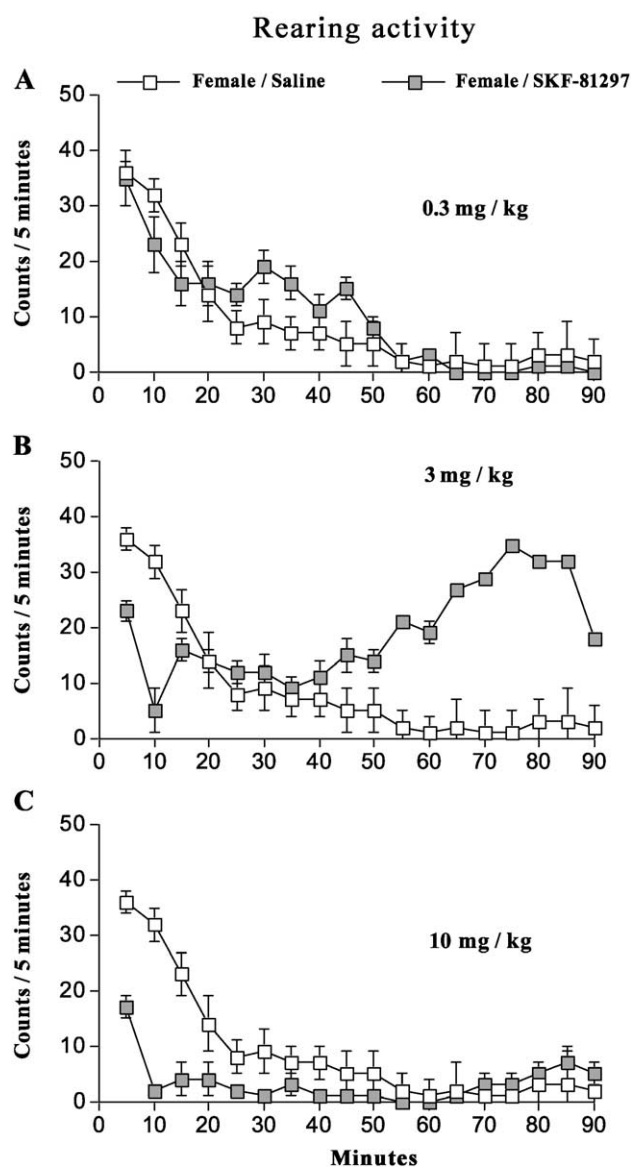 Rearing activity
A
Female / Saline
Female / SKF-81297
50
40
30
20
10
0
Counts / 5 minutes
0.3 mg / kg
0 10 20 30 40 50 60 70 80 90
B
50
40
30
20
10
0
Counts / 5 minutes
3 mg / kg
0 10 20 30 40 50 60 70 80 90
C
50
40
30
20
10
0
Counts / 5 minutes
10 mg / kg
0 10 20 30 40 50 60 70 80 90
Minutes